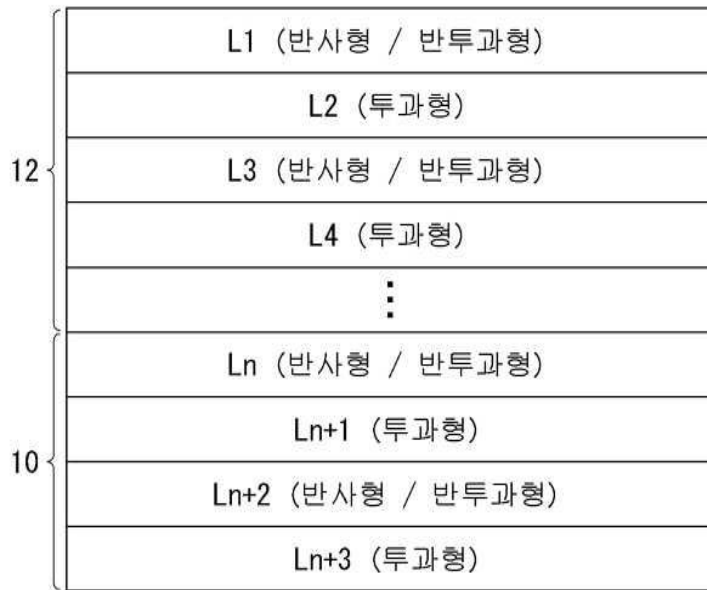 L1 (반사형 / 반투과형)
L2 (투과형)
12
L3 (반사형 / 반투과형)
L4 (투과형)
⋮
Ln (반사형 / 반투과형)
Ln+1 (투과형)
10
Ln+2 (반사형 / 반투과형)
Ln+3 (투과형)